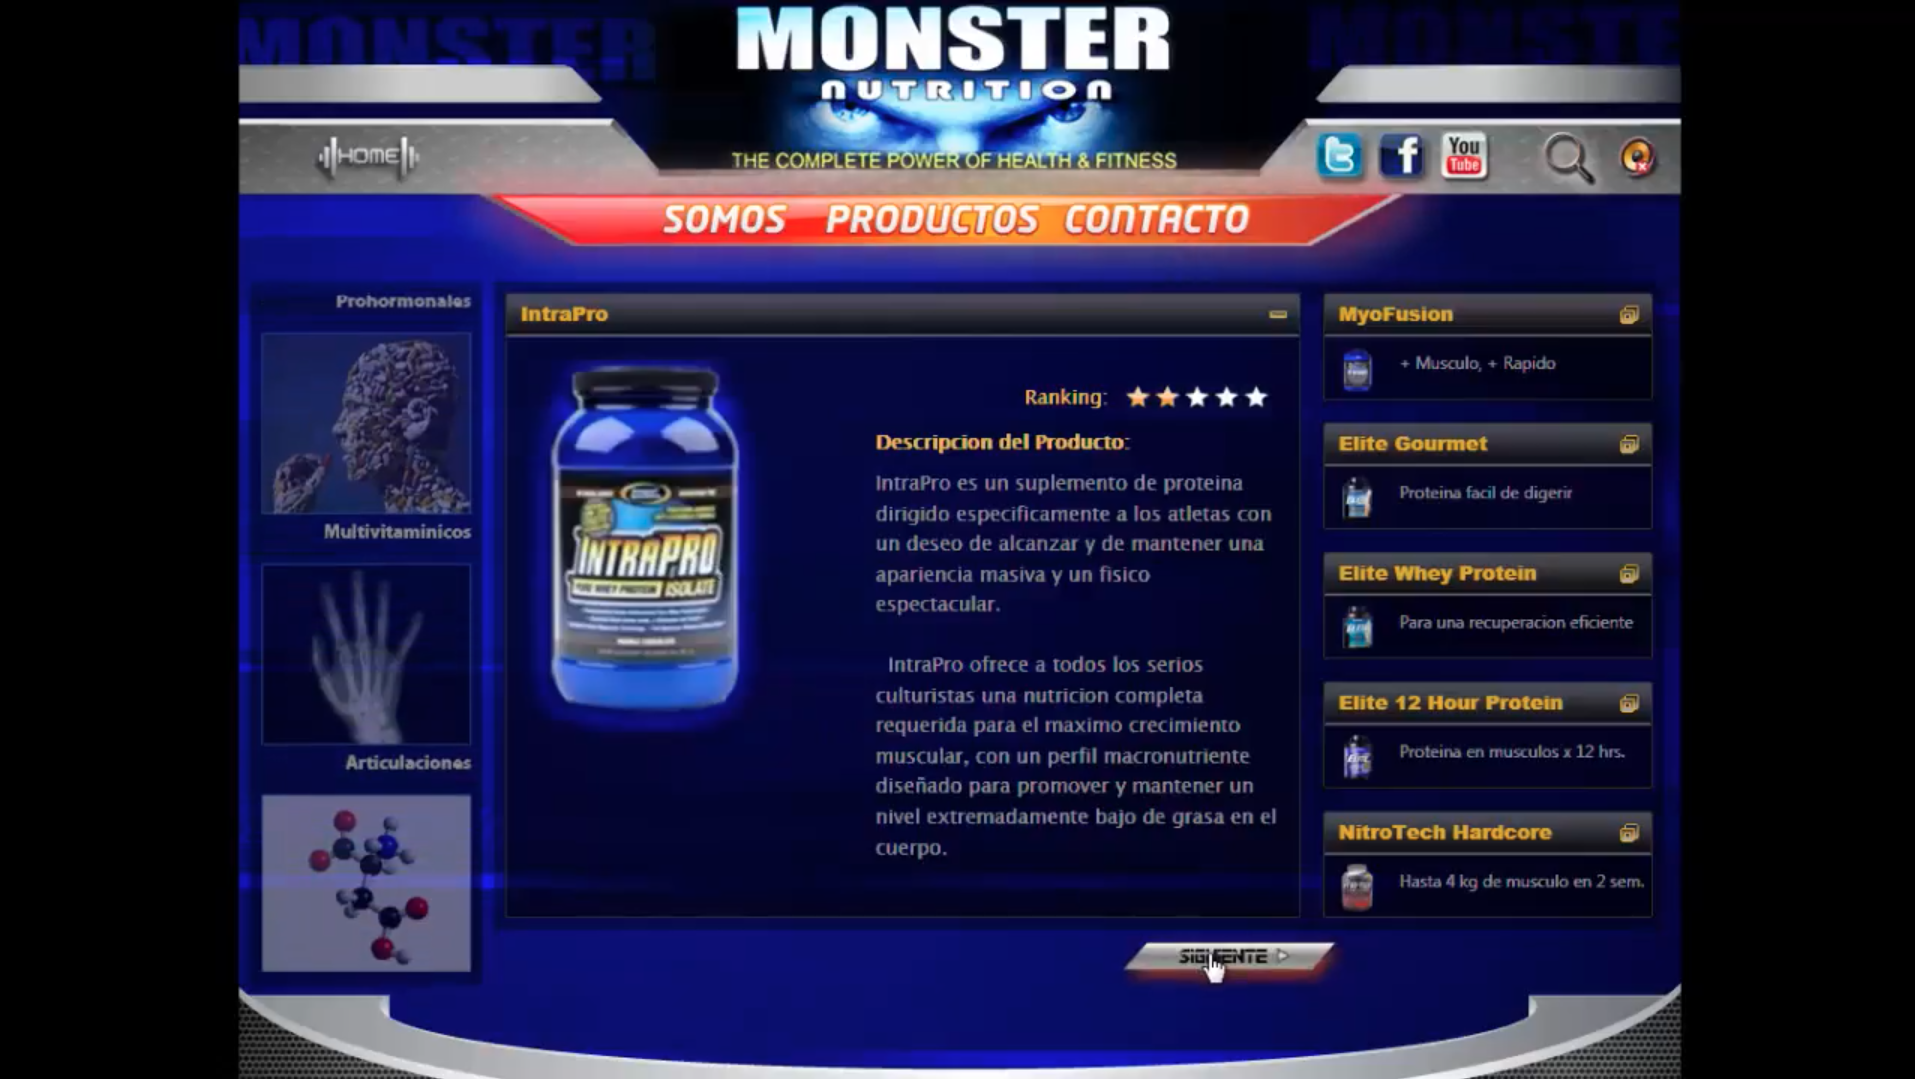 MONSTER
MONSTER
MONSTER
NUTRITION
THE COMPLETE POWER OF HEALTH & FITNESS
HOME
You
Tube
SOMOS PRODUCTOS CONTACTO
Prohormonales
Multivitaminicos
Articulaciones
IntraPro
Ranking:
Descripcion del Producto:
IntraPro es un suplemento de proteina
dirigido especificamente a los atletas con
un deseo de alcanzar y de mantener una
apariencia masiva y un fisico
espectacular.
IntraPro ofrece a todos los serios
culturistas una nutricion completa
requerida para el maximo crecimiento
muscular, con un perfil macronutriente
diseñado para promover y mantener un
nivel extremadamente bajo de grasa en el
cuerpo.
INTRAPRO
PURE WHEY PROTEIN ISOLATE
MyoFusion
+ Musculo, + Rapido
Elite Gourmet
Proteina facil de digerir
Elite Whey Protein
Para una recuperacion eficiente
Elite 12 Hour Protein
Proteina en musculos x 12 hrs.
NitroTech Hardcore
Hasta 4 kg de musculo en 2 sem.
SIGUIENTE